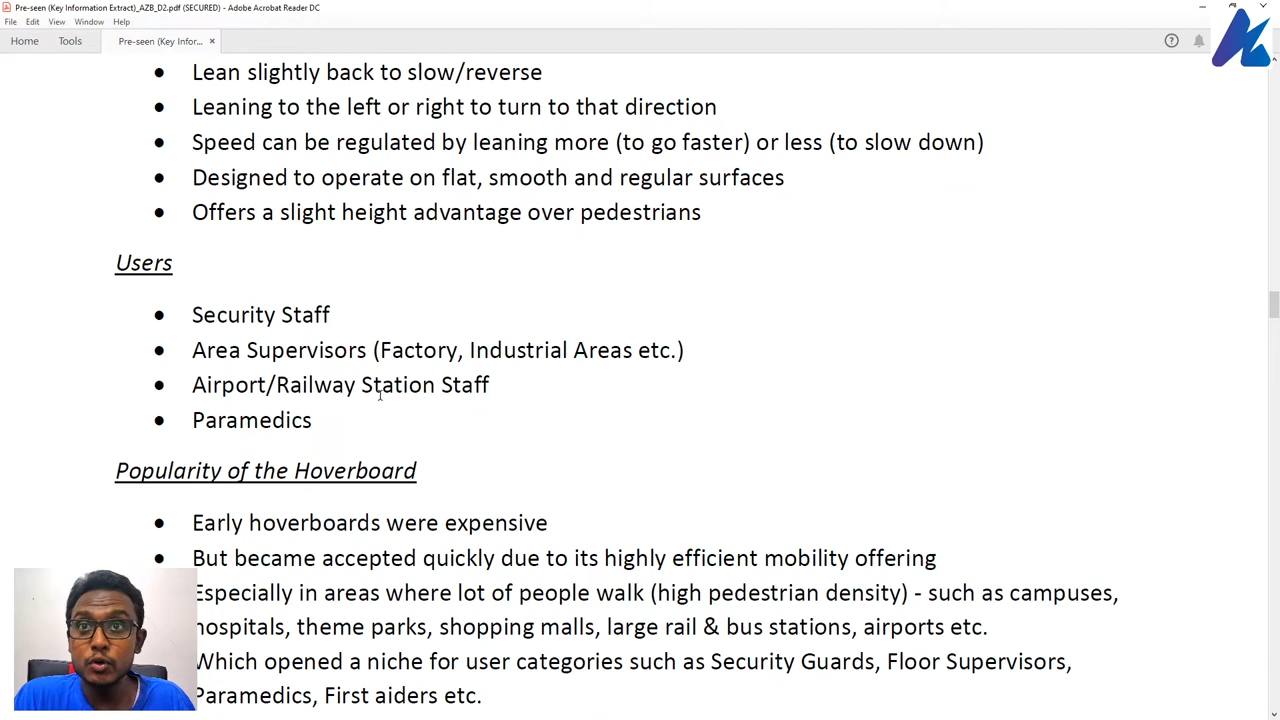 Pre-seen (Key Information Extract)_AZB_D2.pdf (SECURED) - Adobe Acrobat Reader DC
File Edit View Window Help
Home Tools Pre-seen (Key Infor... ×
• Lean slightly back to slow/reverse
• Leaning to the left or right to turn to that direction
• Speed can be regulated by leaning more (to go faster) or less (to slow down)
• Designed to operate on flat, smooth and regular surfaces
• Offers a slight height advantage over pedestrians
Users
• Security Staff
• Area Supervisors (Factory, Industrial Areas etc.)
• Airport/Railway Station Staff
• Paramedics
Popularity of the Hoverboard
• Early hoverboards were expensive
• But became accepted quickly due to its highly efficient mobility offering
Especially in areas where lot of people walk (high pedestrian density) - such as campuses,
hospitals, theme parks, shopping malls, large rail & bus stations, airports etc.
Which opened a niche for user categories such as Security Guards, Floor Supervisors,
Paramedics, First aiders etc.